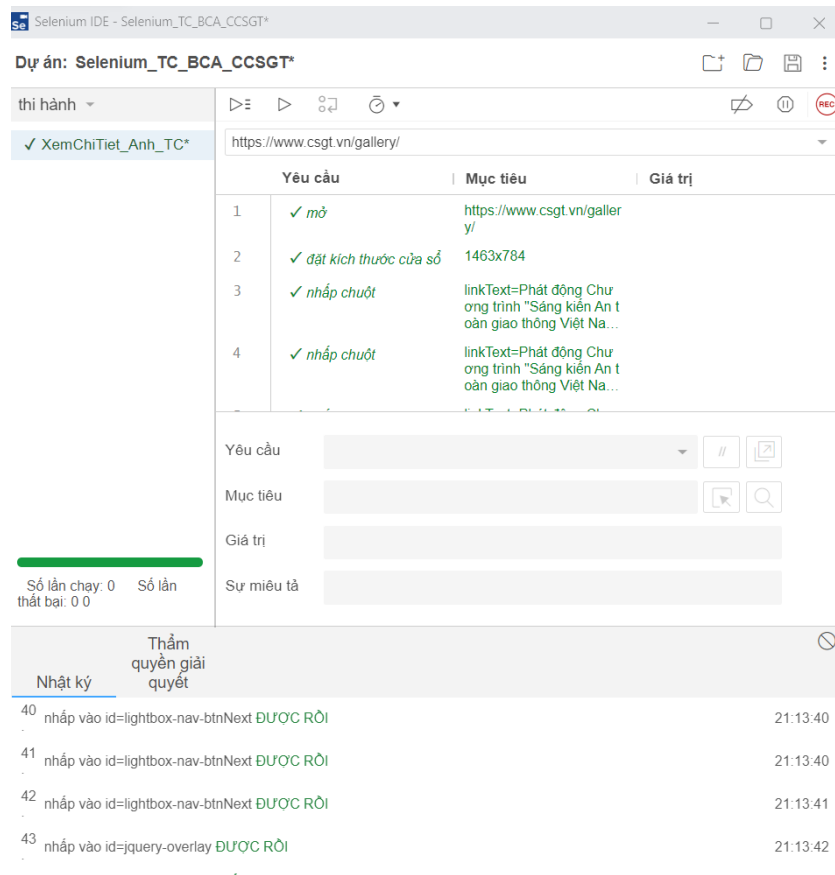 Selenium IDE - Selenium_TC_BCA_CCSGT*
Dự án: Selenium_TC_BCA_CCSGT*
thi hành
REC
✓ XemChiTiet_Anh_TC*
https://www.csgt.vn/gallery/
Yêu cầu Mục tiêu Giá trị
1 ✓ mở https://www.csgt.vn/galler
y/
2 ✓ đặt kích thước cửa sổ 1463x784
3 ✓ nhấp chuột linkText=Phát động Chư
ơng trình "Sáng kiến An t
oàn giao thông Việt Na...
4 ✓ nhấp chuột linkText=Phát động Chư
ơng trình "Sáng kiến An t
oàn giao thông Việt Na...
Yêu cầu
//
Mục tiêu
Giá trị
Sự miêu tả
Số lần chạy: 0 Số lần
thất bại: 0 0
Nhật ký
Thẩm
quyền giải
quyết
40 nhấp vào id=lightbox-nav-btnNext ĐƯỢC RỒI 21:13:40
41 nhấp vào id=lightbox-nav-btnNext ĐƯỢC RỒI 21:13:40
42 nhấp vào id=lightbox-nav-btnNext ĐƯỢC RỒI 21:13:41
43 nhấp vào id=jquery-overlay ĐƯỢC RỒI 21:13:42